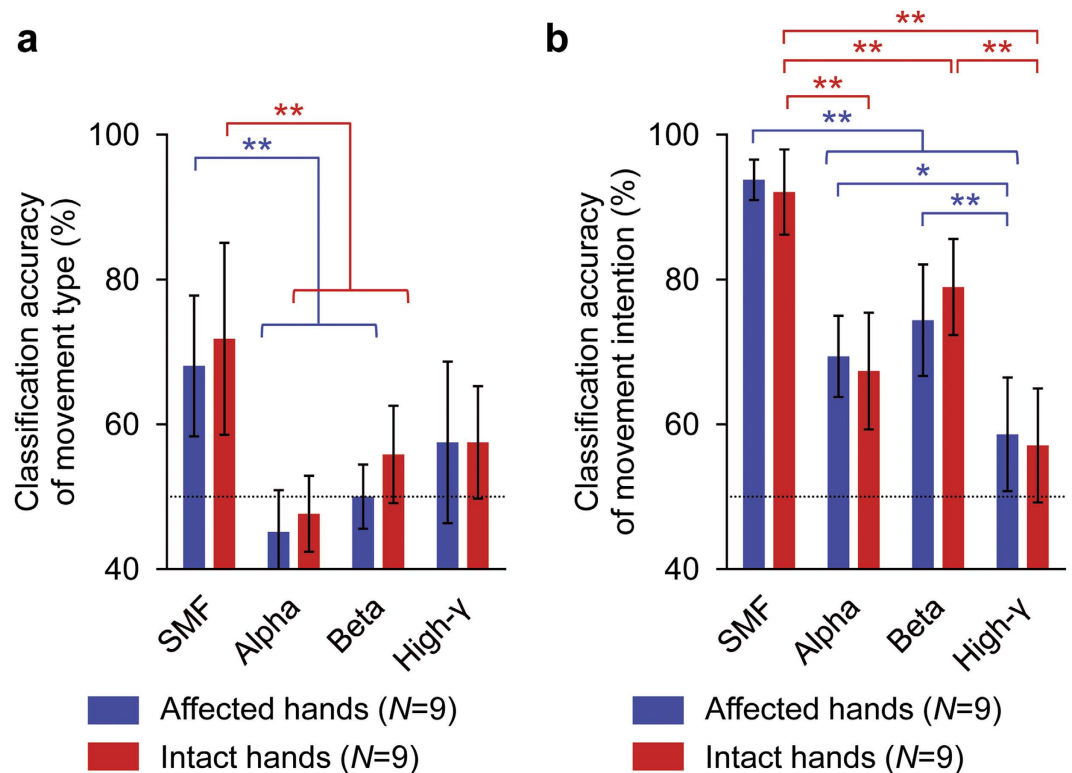 a
Classification accuracy
of movement type (%)
100
80
60
40
**
**
SMF
Alpha
Beta
High-γ
Affected hands (N=9)
Intact hands (N=9)
b
Classification accuracy
of movement intention (%)
100
80
60
40
**
**
**
**
**
*
**
SMF
Alpha
Beta
High-γ
Affected hands (N=9)
Intact hands (N=9)